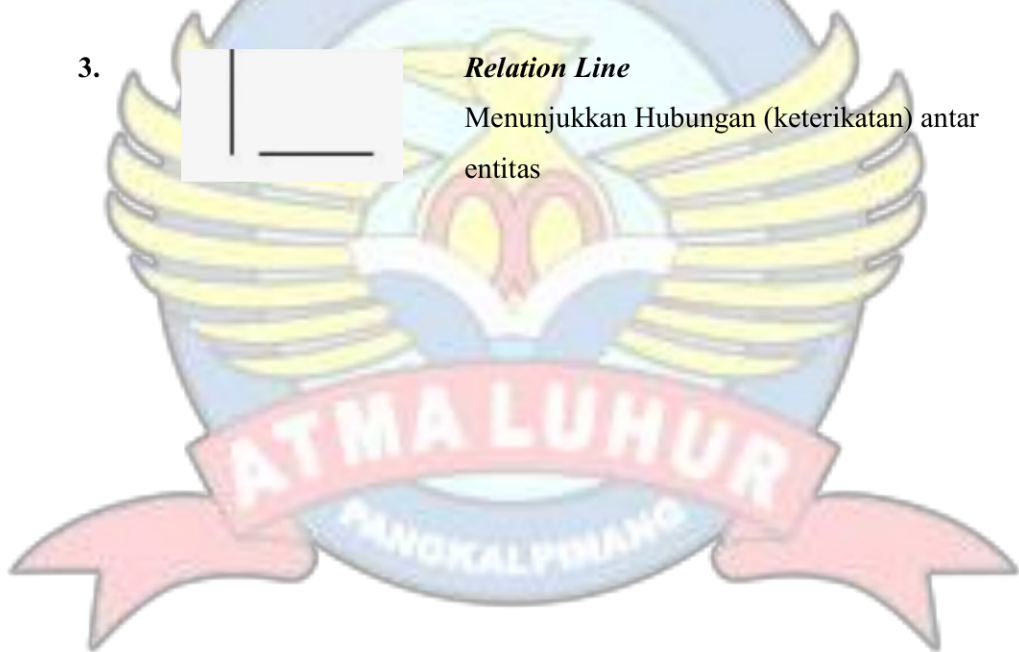 3. Relation Line
Menunjukkan Hubungan (keterikatan) antar
entitas
ATMA LUHUR
PANGKALPINANG